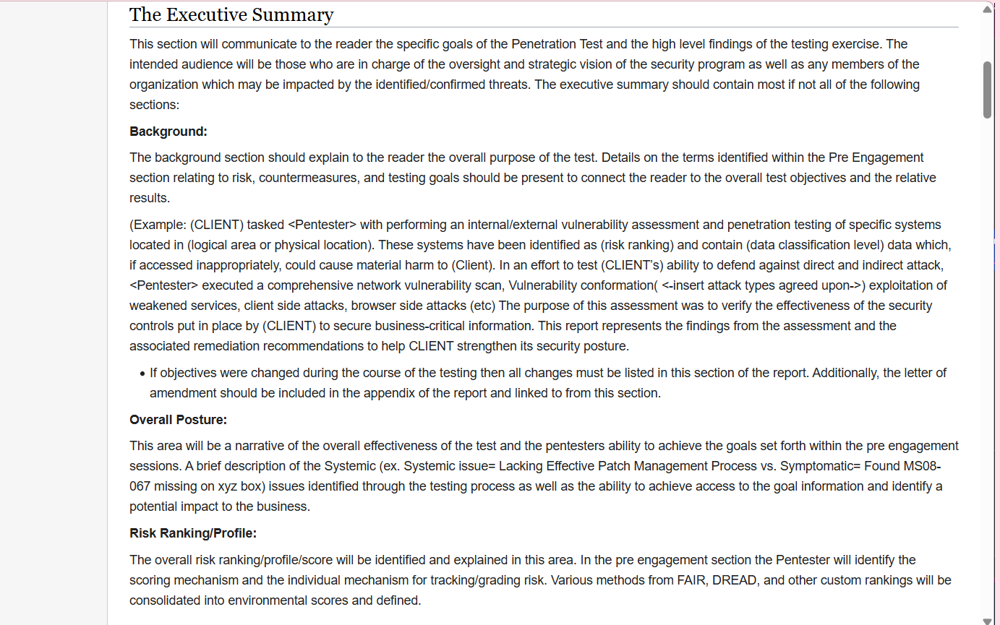 The Executive Summary
This section will communicate to the reader the specific goals of the Penetration Test and the high level findings of the testing exercise. The
intended audience will be those who are in charge of the oversight and strategic vision of the security program as well as any members of the
organization which may be impacted by the identified/confirmed threats. The executive summary should contain most if not all of the following
sections:
Background:
The background section should explain to the reader the overall purpose of the test. Details on the terms identified within the Pre Engagement
section relating to risk, countermeasures, and testing goals should be present to connect the reader to the overall test objectives and the relative
results.
(Example: (CLIENT) tasked <Pentester> with performing an internal/external vulnerability assessment and penetration testing of specific systems
located in (logical area or physical location). These systems have been identified as (risk ranking) and contain (data classification level) data which,
if accessed inappropriately, could cause material harm to (Client). In an effort to test (CLIENT’s) ability to defend against direct and indirect attack,
<Pentester> executed a comprehensive network vulnerability scan, Vulnerability conformation( <-insert attack types agreed upon->) exploitation of
weakened services, client side attacks, browser side attacks (etc) The purpose of this assessment was to verify the effectiveness of the security
controls put in place by (CLIENT) to secure business-critical information. This report represents the findings from the assessment and the
associated remediation recommendations to help CLIENT strengthen its security posture.
• If objectives were changed during the course of the testing then all changes must be listed in this section of the report. Additionally, the letter of
amendment should be included in the appendix of the report and linked to from this section.
Overall Posture:
This area will be a narrative of the overall effectiveness of the test and the pentesters ability to achieve the goals set forth within the pre engagement
sessions. A brief description of the Systemic (ex. Systemic issue= Lacking Effective Patch Management Process vs. Symptomatic= Found MS08-
067 missing on xyz box) issues identified through the testing process as well as the ability to achieve access to the goal information and identify a
potential impact to the business.
Risk Ranking/Profile:
The overall risk ranking/profile/score will be identified and explained in this area. In the pre engagement section the Pentester will identify the
scoring mechanism and the individual mechanism for tracking/grading risk. Various methods from FAIR, DREAD, and other custom rankings will be
consolidated into environmental scores and defined.